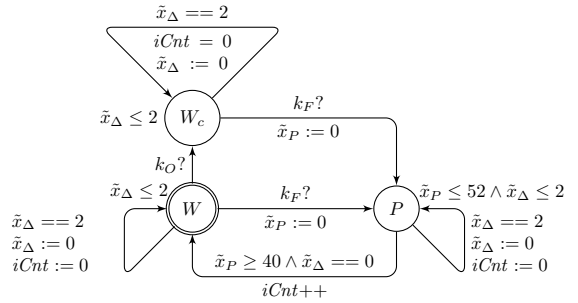 x̃_Δ == 2
iCnt = 0
x̃_Δ := 0
x̃_Δ ≤ 2
W_c
k_F?
x̃_P := 0
k_O?
x̃_Δ ≤ 2
W
k_F?
x̃_P := 0
P
x̃_P ≤ 52 ∧ x̃_Δ ≤ 2
x̃_Δ == 2
x̃_Δ := 0
iCnt := 0
x̃_Δ == 2
x̃_Δ := 0
iCnt := 0
x̃_P ≥ 40 ∧ x̃_Δ == 0
iCnt++